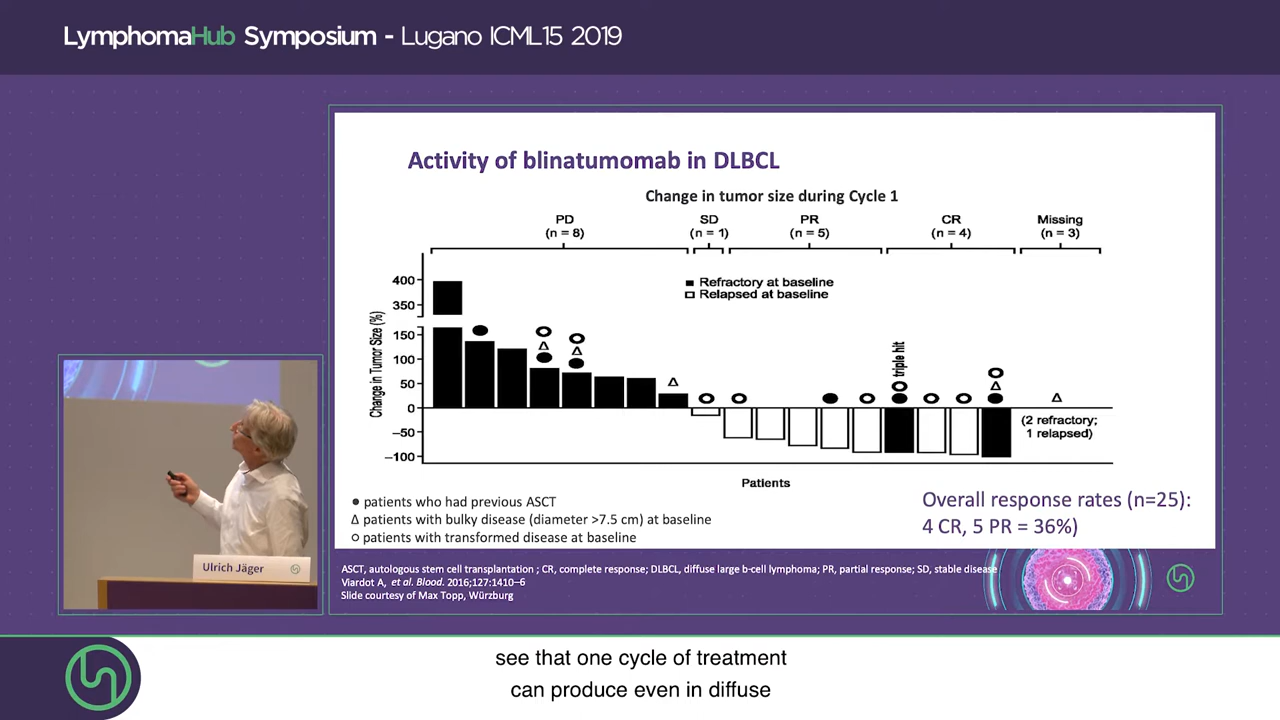 LymphomaHub Symposium - Lugano ICML15 2019
Activity of blinatumomab in DLBCL
Change in tumor size during Cycle 1
PD
(n = 8)
SD
(n = 1)
PR
(n = 5)
CR
(n = 4)
Missing
(n = 3)
Refractory at baseline
Relapsed at baseline
Change in Tumor Size (%)
400
350
150
100
50
0
−50
−100
triple hit
(2 refractory;
1 relapsed)
Patients
● patients who had previous ASCT
Δ patients with bulky disease (diameter >7.5 cm) at baseline
○ patients with transformed disease at baseline
Overall response rates (n=25):
4 CR, 5 PR = 36%)
ASCT, autologous stem cell transplantation ; CR, complete response; DLBCL, diffuse large b-cell lymphoma; PR, partial response; SD, stable disease
Viardot A, et al. Blood. 2016;127:1410–6
Slide courtesy of Max Topp, Würzburg
Ulrich Jäger
see that one cycle of treatment
can produce even in diffuse